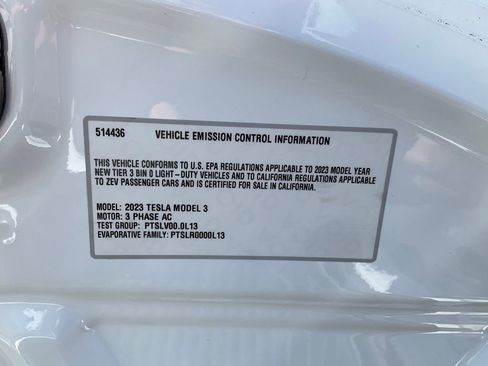 514436 VEHICLE EMISSION CONTROL INFORMATION
THIS VEHICLE CONFORMS TO U.S. EPA REGULATIONS APPLICABLE TO 2023 MODEL YEAR
NEW TIER 3 BIN 0 LIGHT-DUTY VEHICLES AND TO CALIFORNIA REGULATIONS APPLICABLE
TO ZEV PASSENGER CARS AND IS CERTIFIED FOR SALE IN CALIFORNIA.
MODEL: 2023 TESLA MODEL 3
MOTOR: 3 PHASE AC
TEST GROUP: PTSLV00.0L13
EVAPORATIVE FAMILY: PTSLR0000L13